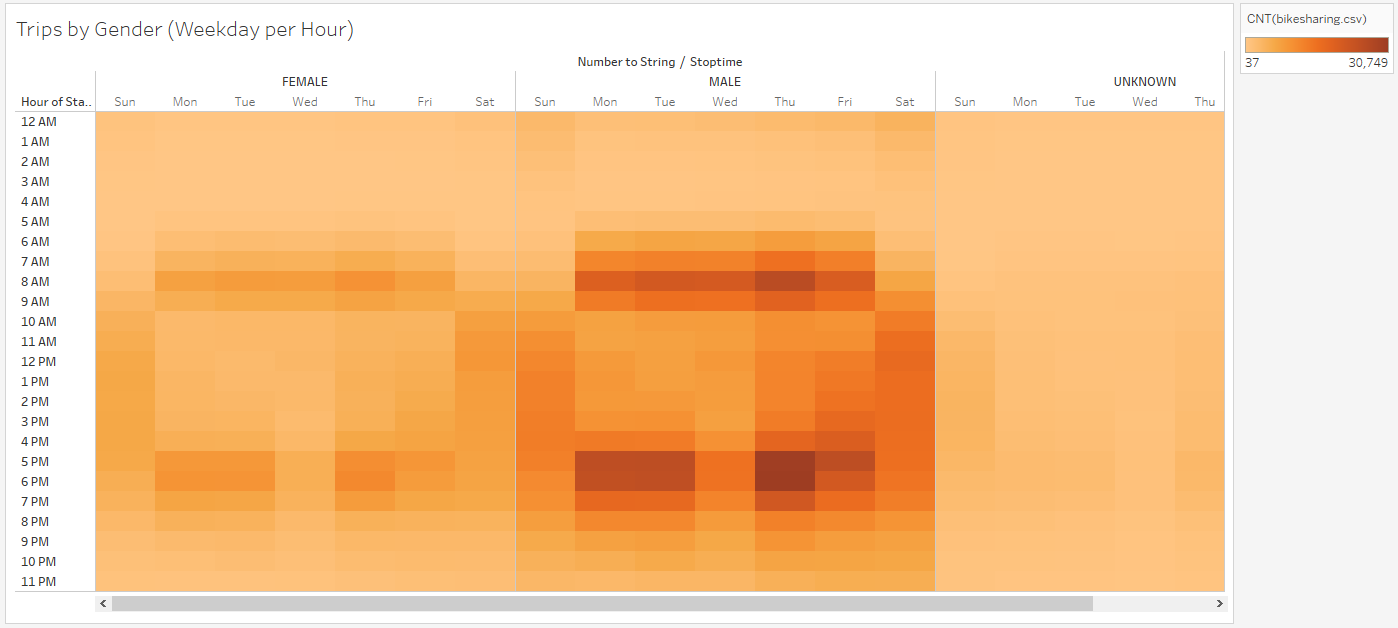 Trips by Gender (Weekday per Hour)
CNT(bikesharing.csv)
37 30,749
Number to String / Stoptime
FEMALE MALE UNKNOWN
Hour of Sta.. Sun Mon Tue Wed Thu Fri Sat Sun Mon Tue Wed Thu Fri Sat Sun Mon Tue Wed Thu
12 AM
1 AM
2 AM
3 AM
4 AM
5 AM
6 AM
7 AM
8 AM
9 AM
10 AM
11 AM
12 PM
1 PM
2 PM
3 PM
4 PM
5 PM
6 PM
7 PM
8 PM
9 PM
10 PM
11 PM